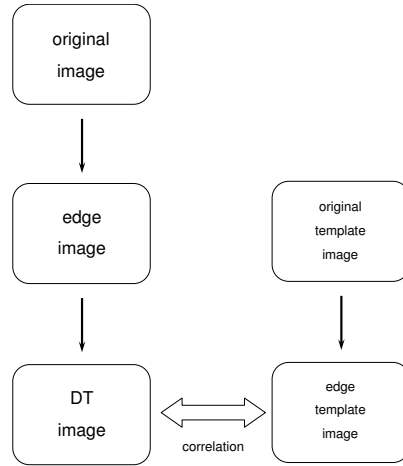 original
image
edge
image
original
template
image
DT
image
correlation
edge
template
image